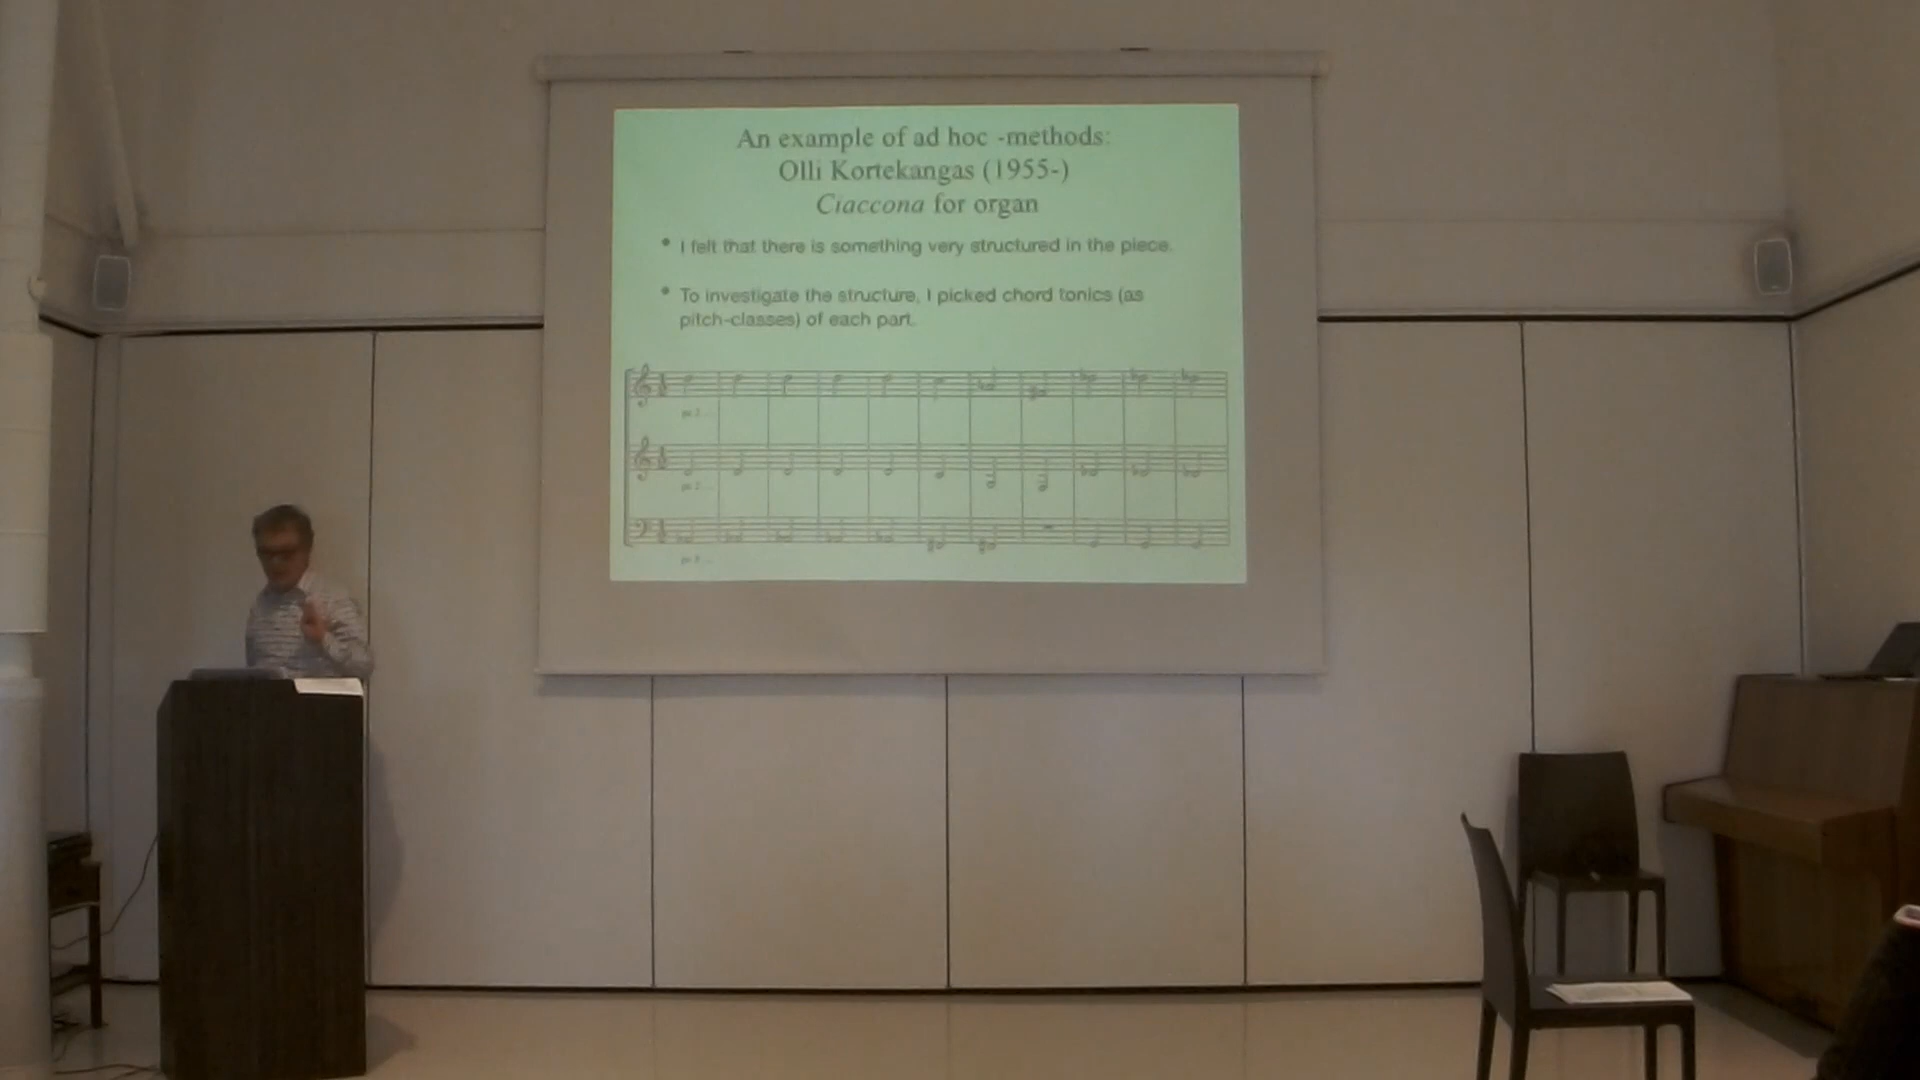 An example of ad hoc -methods:
Olli Kortekangas (1955-)
Ciaccona for organ
• I felt that there is something very structured in the piece.
• To investigate the structure, I picked chord tonics (as
pitch-classes) of each part.